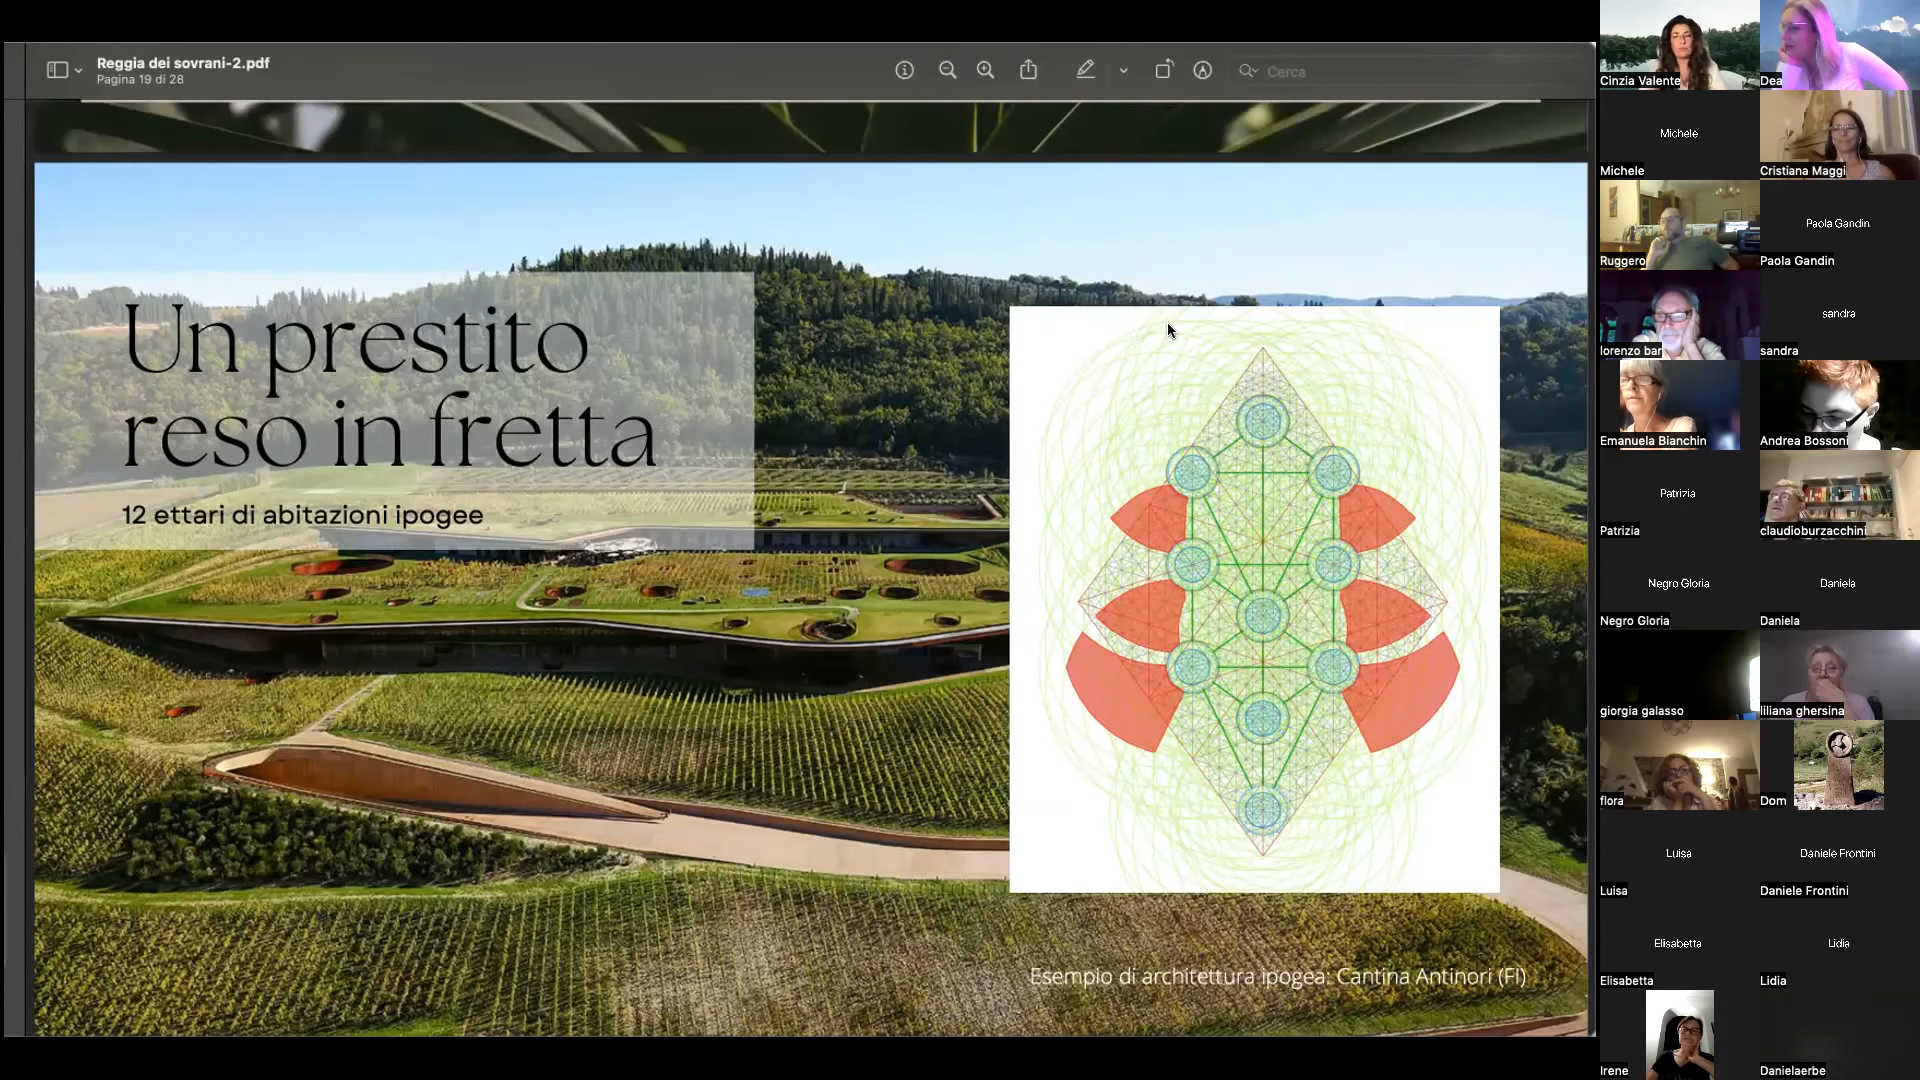 Reggia dei sovrani-2.pdf
Pagina 19 di 28
Cerca
Un prestito
reso in fretta
12 ettari di abitazioni ipogee
Esempio di architettura ipogea: Cantina Antinori (FI)
Cinzia Valente
Dea
Michele
Michele
Cristiana Maggi
Ruggero
Paola Gandin
Paola Gandin
lorenzo bar
sandra
sandra
Emanuela Bianchin
Andrea Bossoni
Patrizia
Patrizia
claudioburzacchini
Negro Gloria
Negro Gloria
Daniela
Daniela
giorgia galasso
liliana ghersina
flora
Dom
Luisa
Luisa
Daniele Frontini
Daniele Frontini
Elisabetta
Elisabetta
Lidia
Lidia
Irene
Danielaerbe